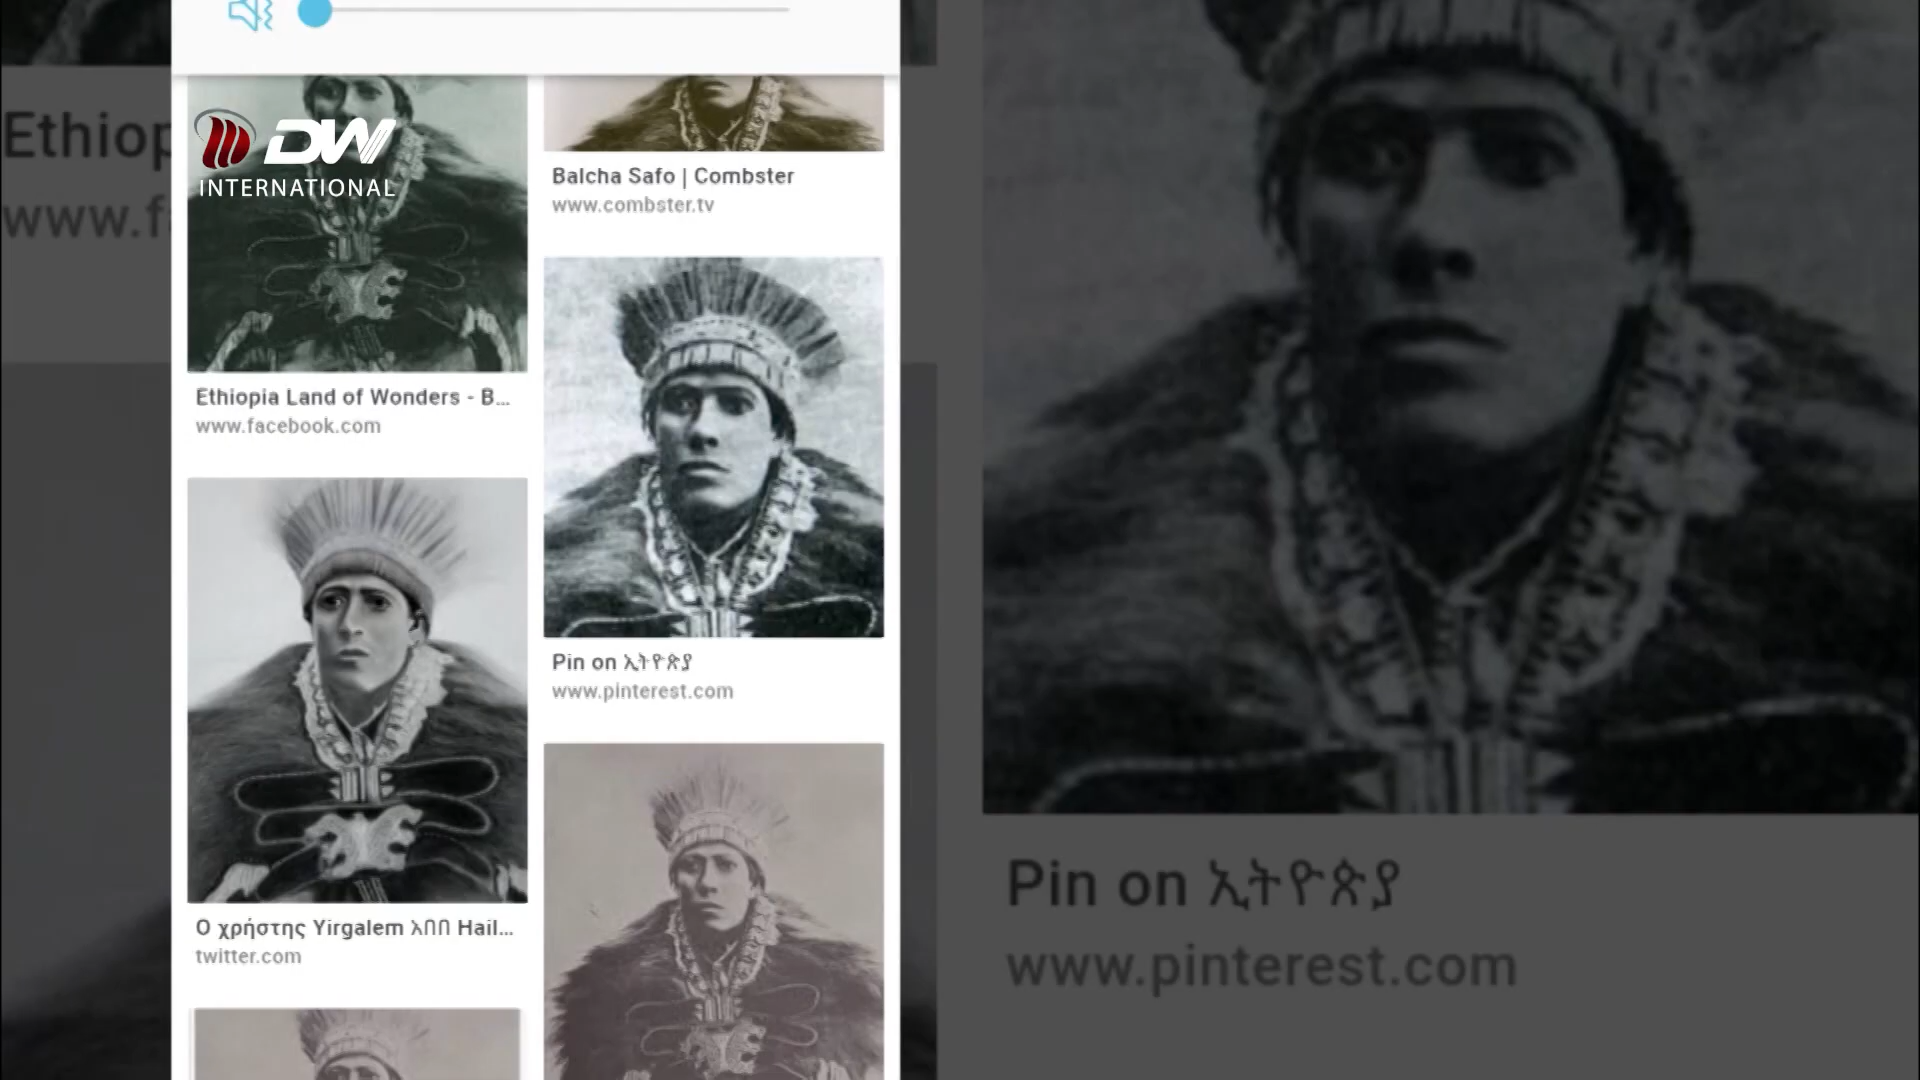 DW
INTERNATIONAL
Balcha Safo | Combster
www.combster.tv
Ethiopia Land of Wonders - B...
www.facebook.com
Pin on ኢትዮጵያ
www.pinterest.com
Ο χρήστης Yirgalem አበበ Hail...
twitter.com
Ethiop
www.fa
Pin on ኢትዮጵያ
www.pinterest.com